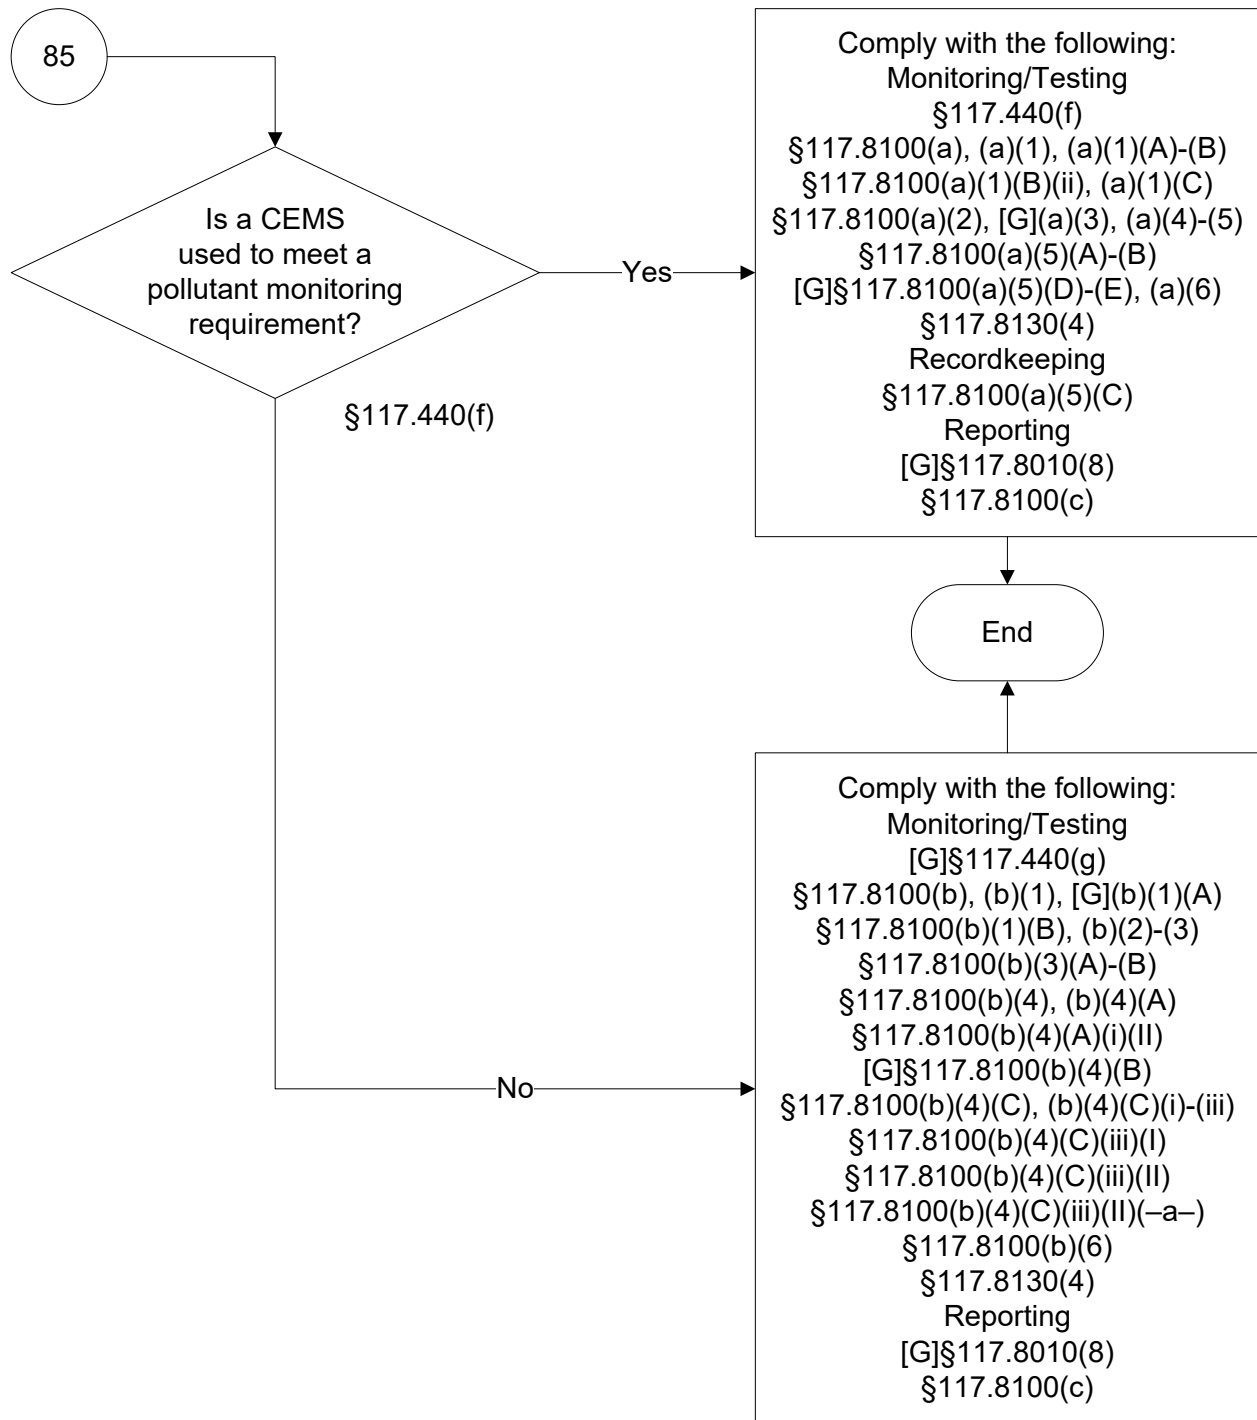 85
Is a CEMS
used to meet a
pollutant monitoring
requirement?
§117.440(f)
Yes
Comply with the following:
Monitoring/Testing
§117.440(f)
§117.8100(a), (a)(1), (a)(1)(A)-(B)
§117.8100(a)(1)(B)(ii), (a)(1)(C)
§117.8100(a)(2), [G](a)(3), (a)(4)-(5)
§117.8100(a)(5)(A)-(B)
[G]§117.8100(a)(5)(D)-(E), (a)(6)
§117.8130(4)
Recordkeeping
§117.8100(a)(5)(C)
Reporting
[G]§117.8010(8)
§117.8100(c)
End
No
Comply with the following:
Monitoring/Testing
[G]§117.440(g)
§117.8100(b), (b)(1), [G](b)(1)(A)
§117.8100(b)(1)(B), (b)(2)-(3)
§117.8100(b)(3)(A)-(B)
§117.8100(b)(4), (b)(4)(A)
§117.8100(b)(4)(A)(i)(II)
[G]§117.8100(b)(4)(B)
§117.8100(b)(4)(C), (b)(4)(C)(i)-(iii)
§117.8100(b)(4)(C)(iii)(I)
§117.8100(b)(4)(C)(iii)(II)
§117.8100(b)(4)(C)(iii)(II)(–a–)
§117.8100(b)(6)
§117.8130(4)
Reporting
[G]§117.8010(8)
§117.8100(c)